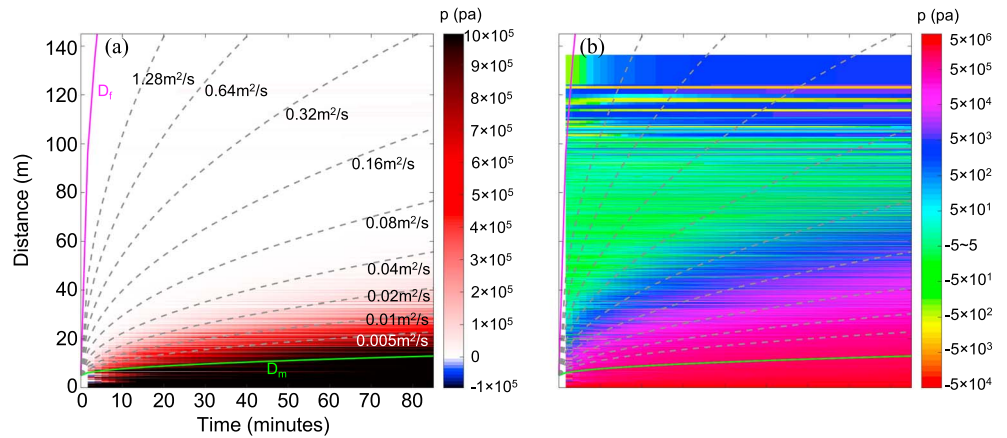 p (pa)
p (pa)
(a)
(b)
140
120
100
80
60
40
20
0
Distance (m)
D_f
1.28m²/s
0.64m²/s
0.32m²/s
0.16m²/s
0.08m²/s
0.04m²/s
0.02m²/s
0.01m²/s
0.005m²/s
D_m
0 10 20 30 40 50 60 70 80
Time (minutes)
10×10⁵
9×10⁵
8×10⁵
7×10⁵
6×10⁵
5×10⁵
4×10⁵
3×10⁵
2×10⁵
1×10⁵
0
-1×10⁵
5×10⁶
5×10⁵
5×10⁴
5×10³
5×10²
5×10¹
-5~5
-5×10¹
-5×10²
-5×10³
-5×10⁴